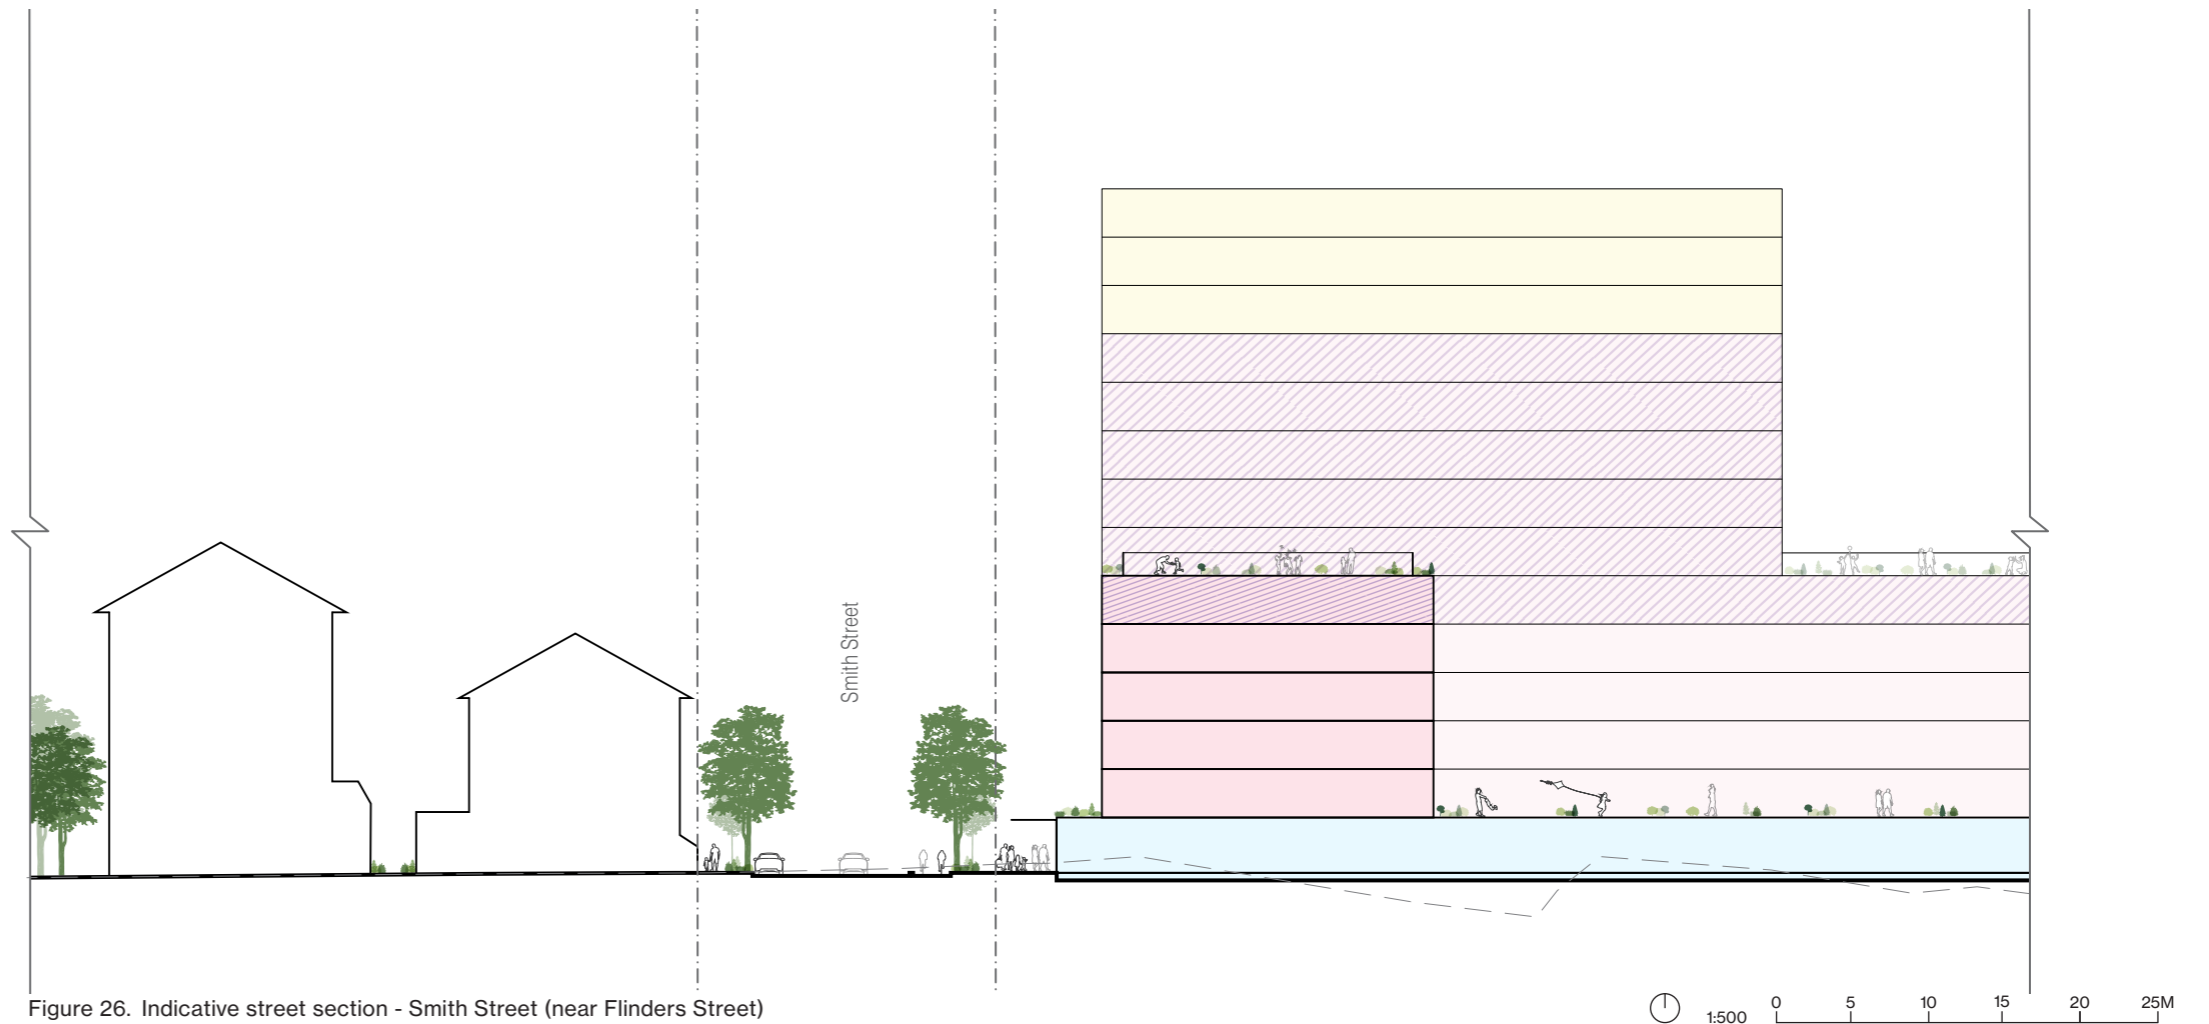 Smith Street
Figure 26. Indicative street section - Smith Street (near Flinders Street)
1:500
0 5 10 15 20 25M